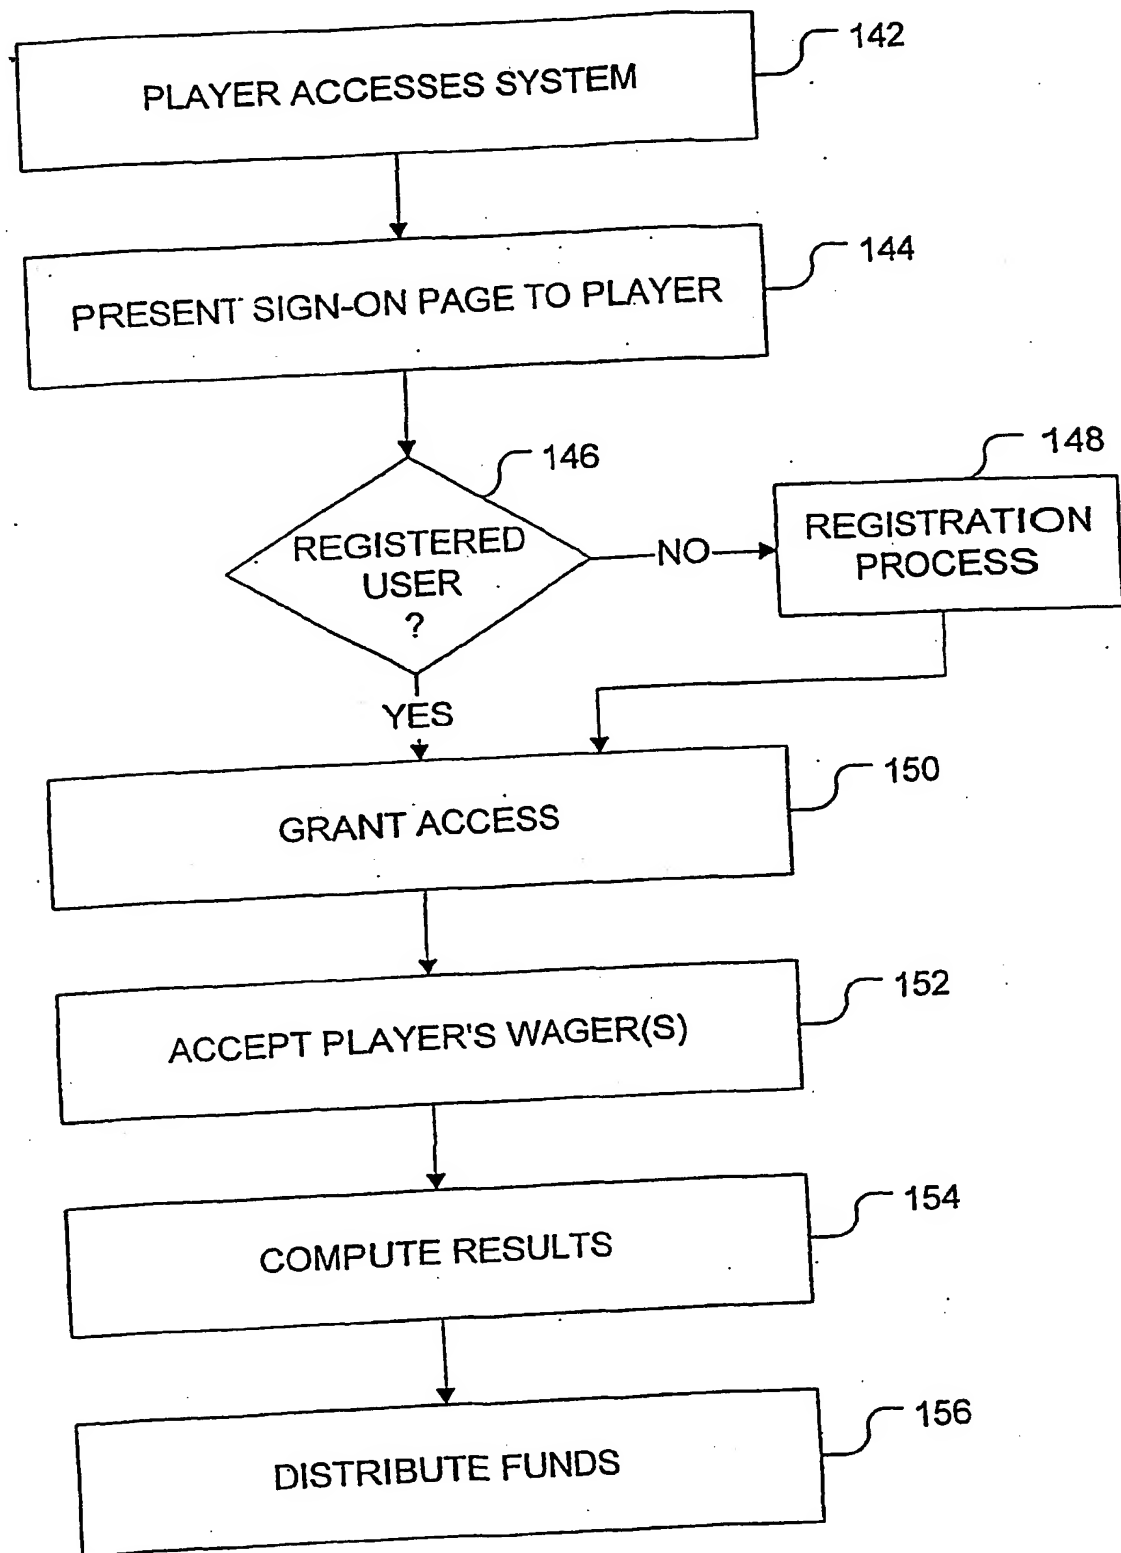 142
PLAYER ACCESSES SYSTEM
144
PRESENT SIGN-ON PAGE TO PLAYER
146
REGISTERED
USER
?
NO
148
REGISTRATION
PROCESS
YES
150
GRANT ACCESS
152
ACCEPT PLAYER'S WAGER(S)
154
COMPUTE RESULTS
156
DISTRIBUTE FUNDS